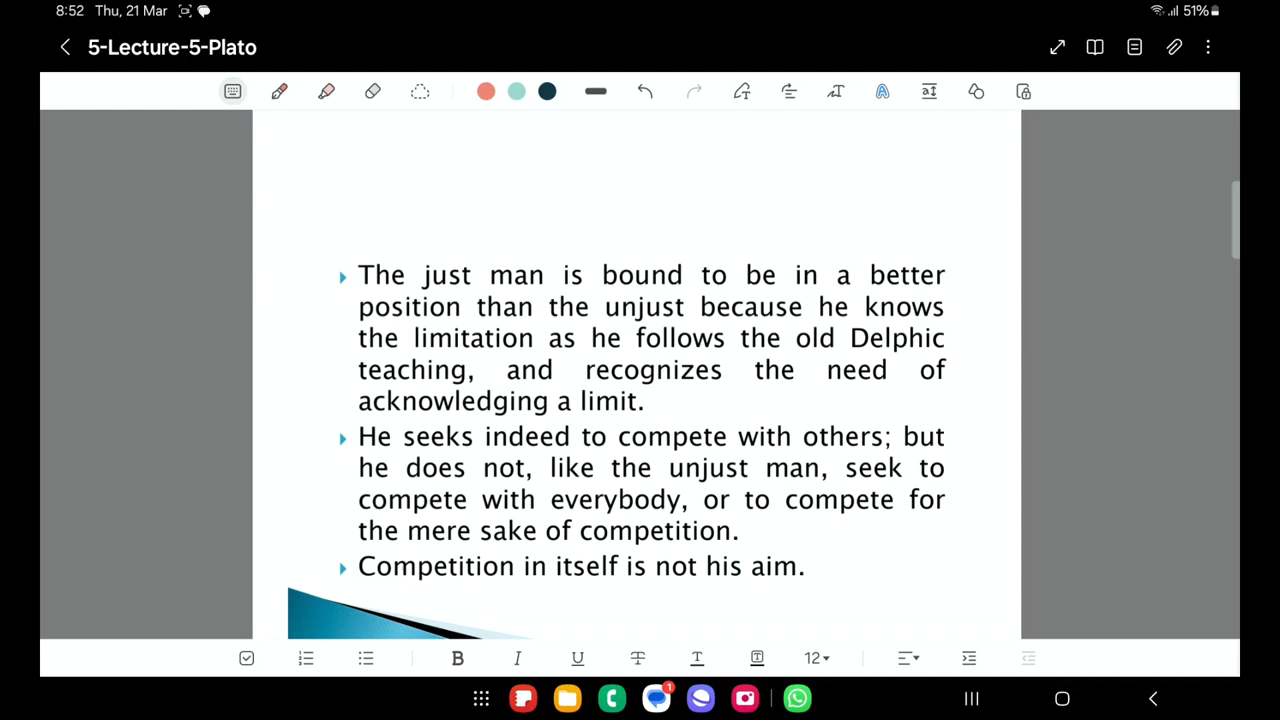 8:52 Thu, 21 Mar 51%
5-Lecture-5-Plato
The just man is bound to be in a better
position than the unjust because he knows
the limitation as he follows the old Delphic
teaching, and recognizes the need of
acknowledging a limit.
He seeks indeed to compete with others; but
he does not, like the unjust man, seek to
compete with everybody, or to compete for
the mere sake of competition.
Competition in itself is not his aim.
B I U T T T 12
1